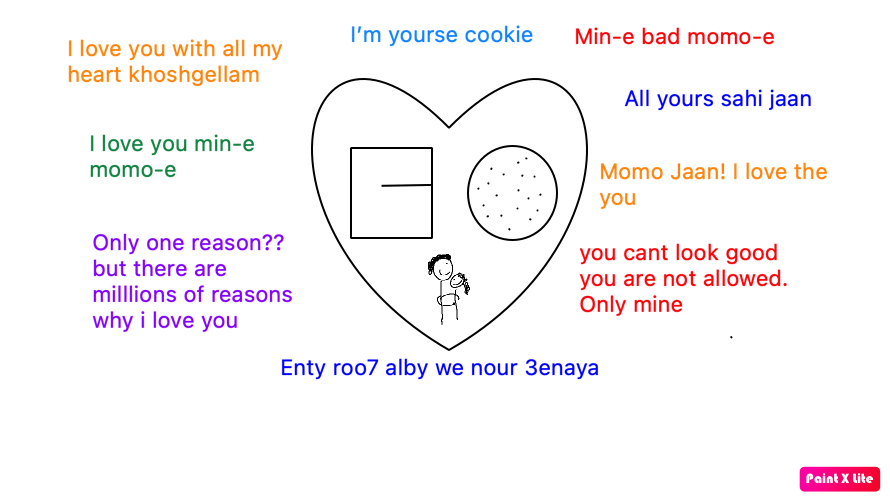 I'm yourse cookie
Min-e bad momo-e
I love you with all my
heart khoshgellam
All yours sahi jaan
I love you min-e
momo-e
Momo Jaan! I love the
you
Only one reason??
but there are
milllions of reasons
why i love you
you cant look good
you are not allowed.
Only mine
Enty roo7 alby we nour 3enaya
Paint X Lite